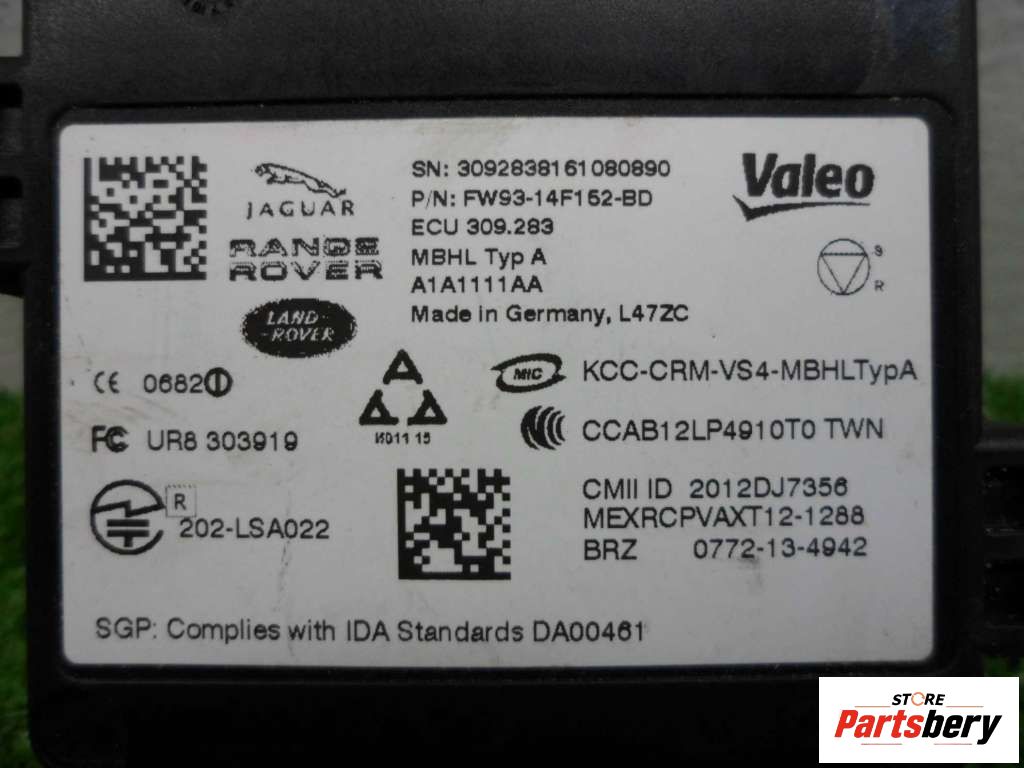 JAGUAR
RANGE
ROVER
LAND-
-ROVER
SN: 3092838161080890
P/N: FW93-14F152-BD
ECU 309.283
MBHL Typ A
A1A1111AA
Made in Germany, L47ZC
Valeo
S
R
CE 0682
FC UR8 303919
R
202-LSA022
A
MIC KCC-CRM-VS4-MBHLTypA
CCAB12LP4910T0 TWN
CMII ID 2012DJ7356
MEXRCPVAXT12-1288
BRZ 0772-13-4942
SGP: Complies with IDA Standards DA00461
STORE
Partsbery